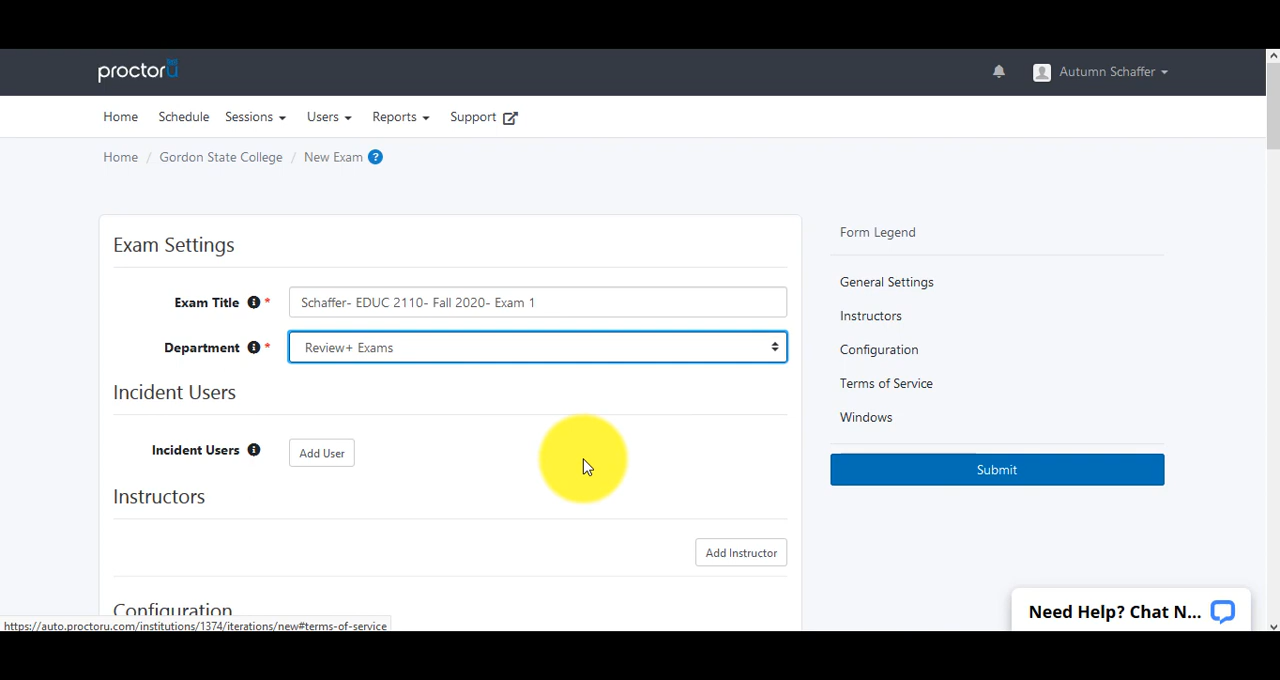 proctoru
Autumn Schaffer
Home Schedule Sessions Users Reports Support
Home / Gordon State College / New Exam ?
Exam Settings
Exam Title i * Schaffer- EDUC 2110- Fall 2020- Exam 1
Department i * Review+ Exams
Incident Users
Incident Users i Add User
Instructors
Add Instructor
Configuration
Form Legend
General Settings
Instructors
Configuration
Terms of Service
Windows
Submit
Need Help? Chat N...
https://auto.proctoru.com/institutions/1374/iterations/new#terms-of-service